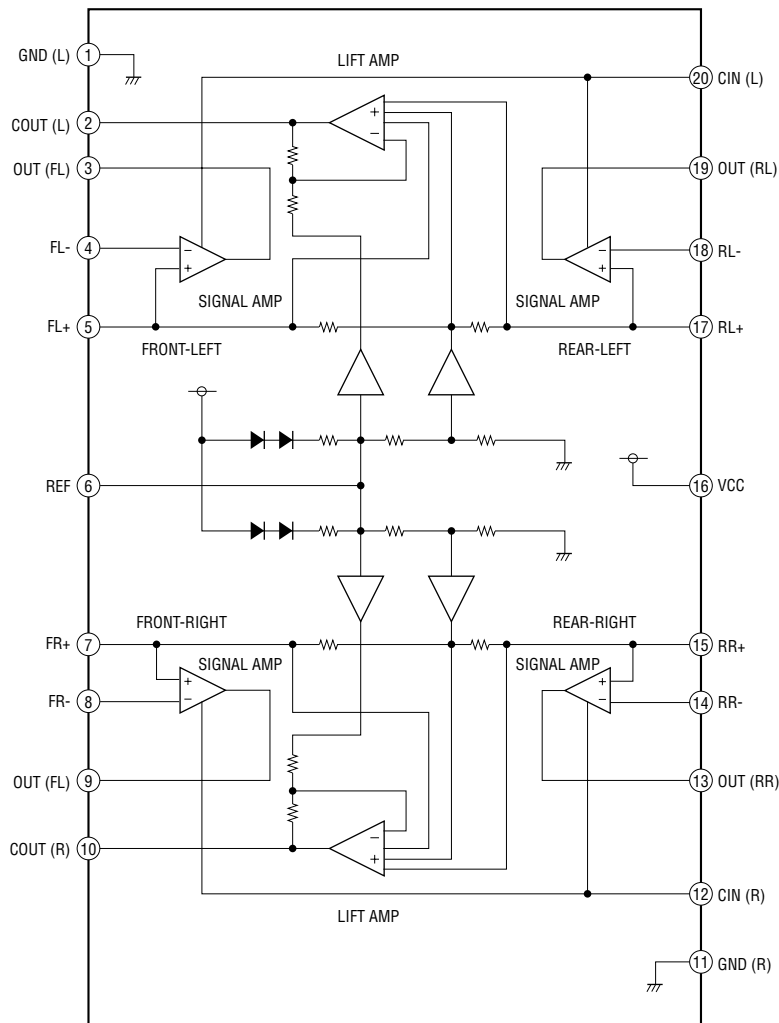 GND (L) 1
LIFT AMP
20 CIN (L)
COUT (L) 2
+
−
OUT (FL) 3
19 OUT (RL)
FL- 4
−
+
−
+
18 RL-
SIGNAL AMP
SIGNAL AMP
FL+ 5
17 RL+
FRONT-LEFT
REAR-LEFT
REF 6
16 VCC
FRONT-RIGHT
REAR-RIGHT
FR+ 7
15 RR+
SIGNAL AMP
SIGNAL AMP
+
−
+
−
FR- 8
14 RR-
OUT (FL) 9
13 OUT (RR)
−
+
COUT (R) 10
12 CIN (R)
LIFT AMP
11 GND (R)